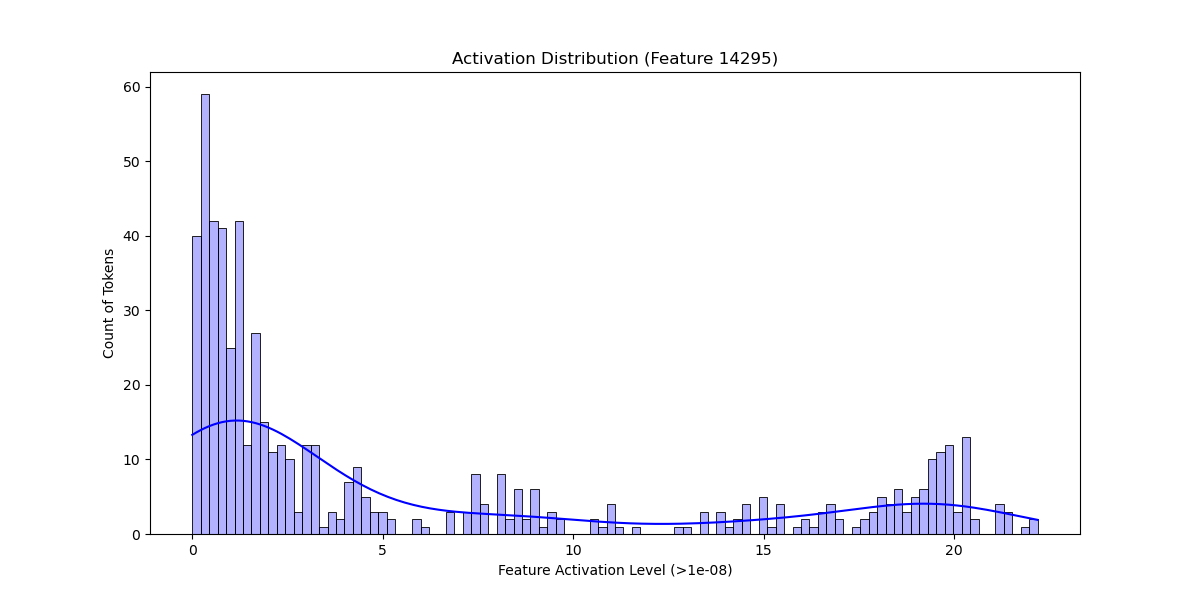 Activation Distribution (Feature 14295)
60
50
40
30
20
10
0
Count of Tokens
0 5 10 15 20
Feature Activation Level (>1e-08)